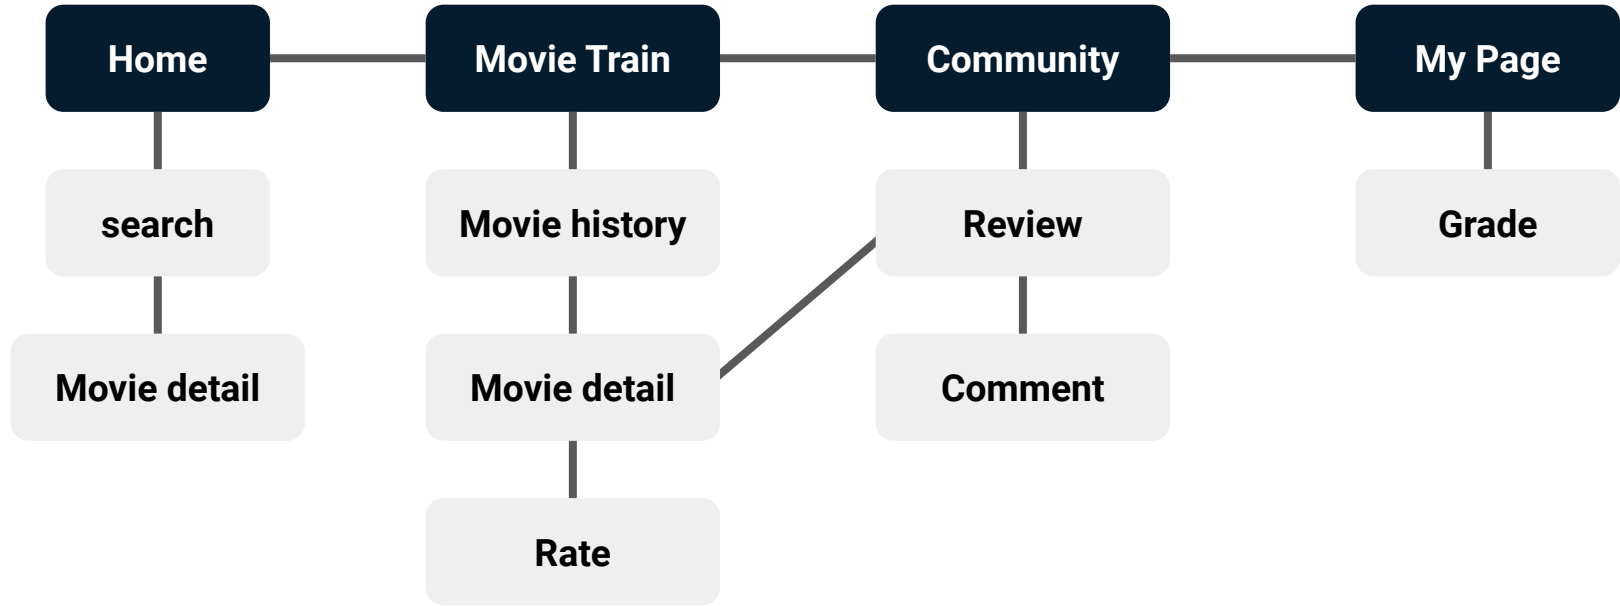 Home
Movie Train
Community
My Page
search
Movie history
Review
Grade
Movie detail
Movie detail
Comment
Rate